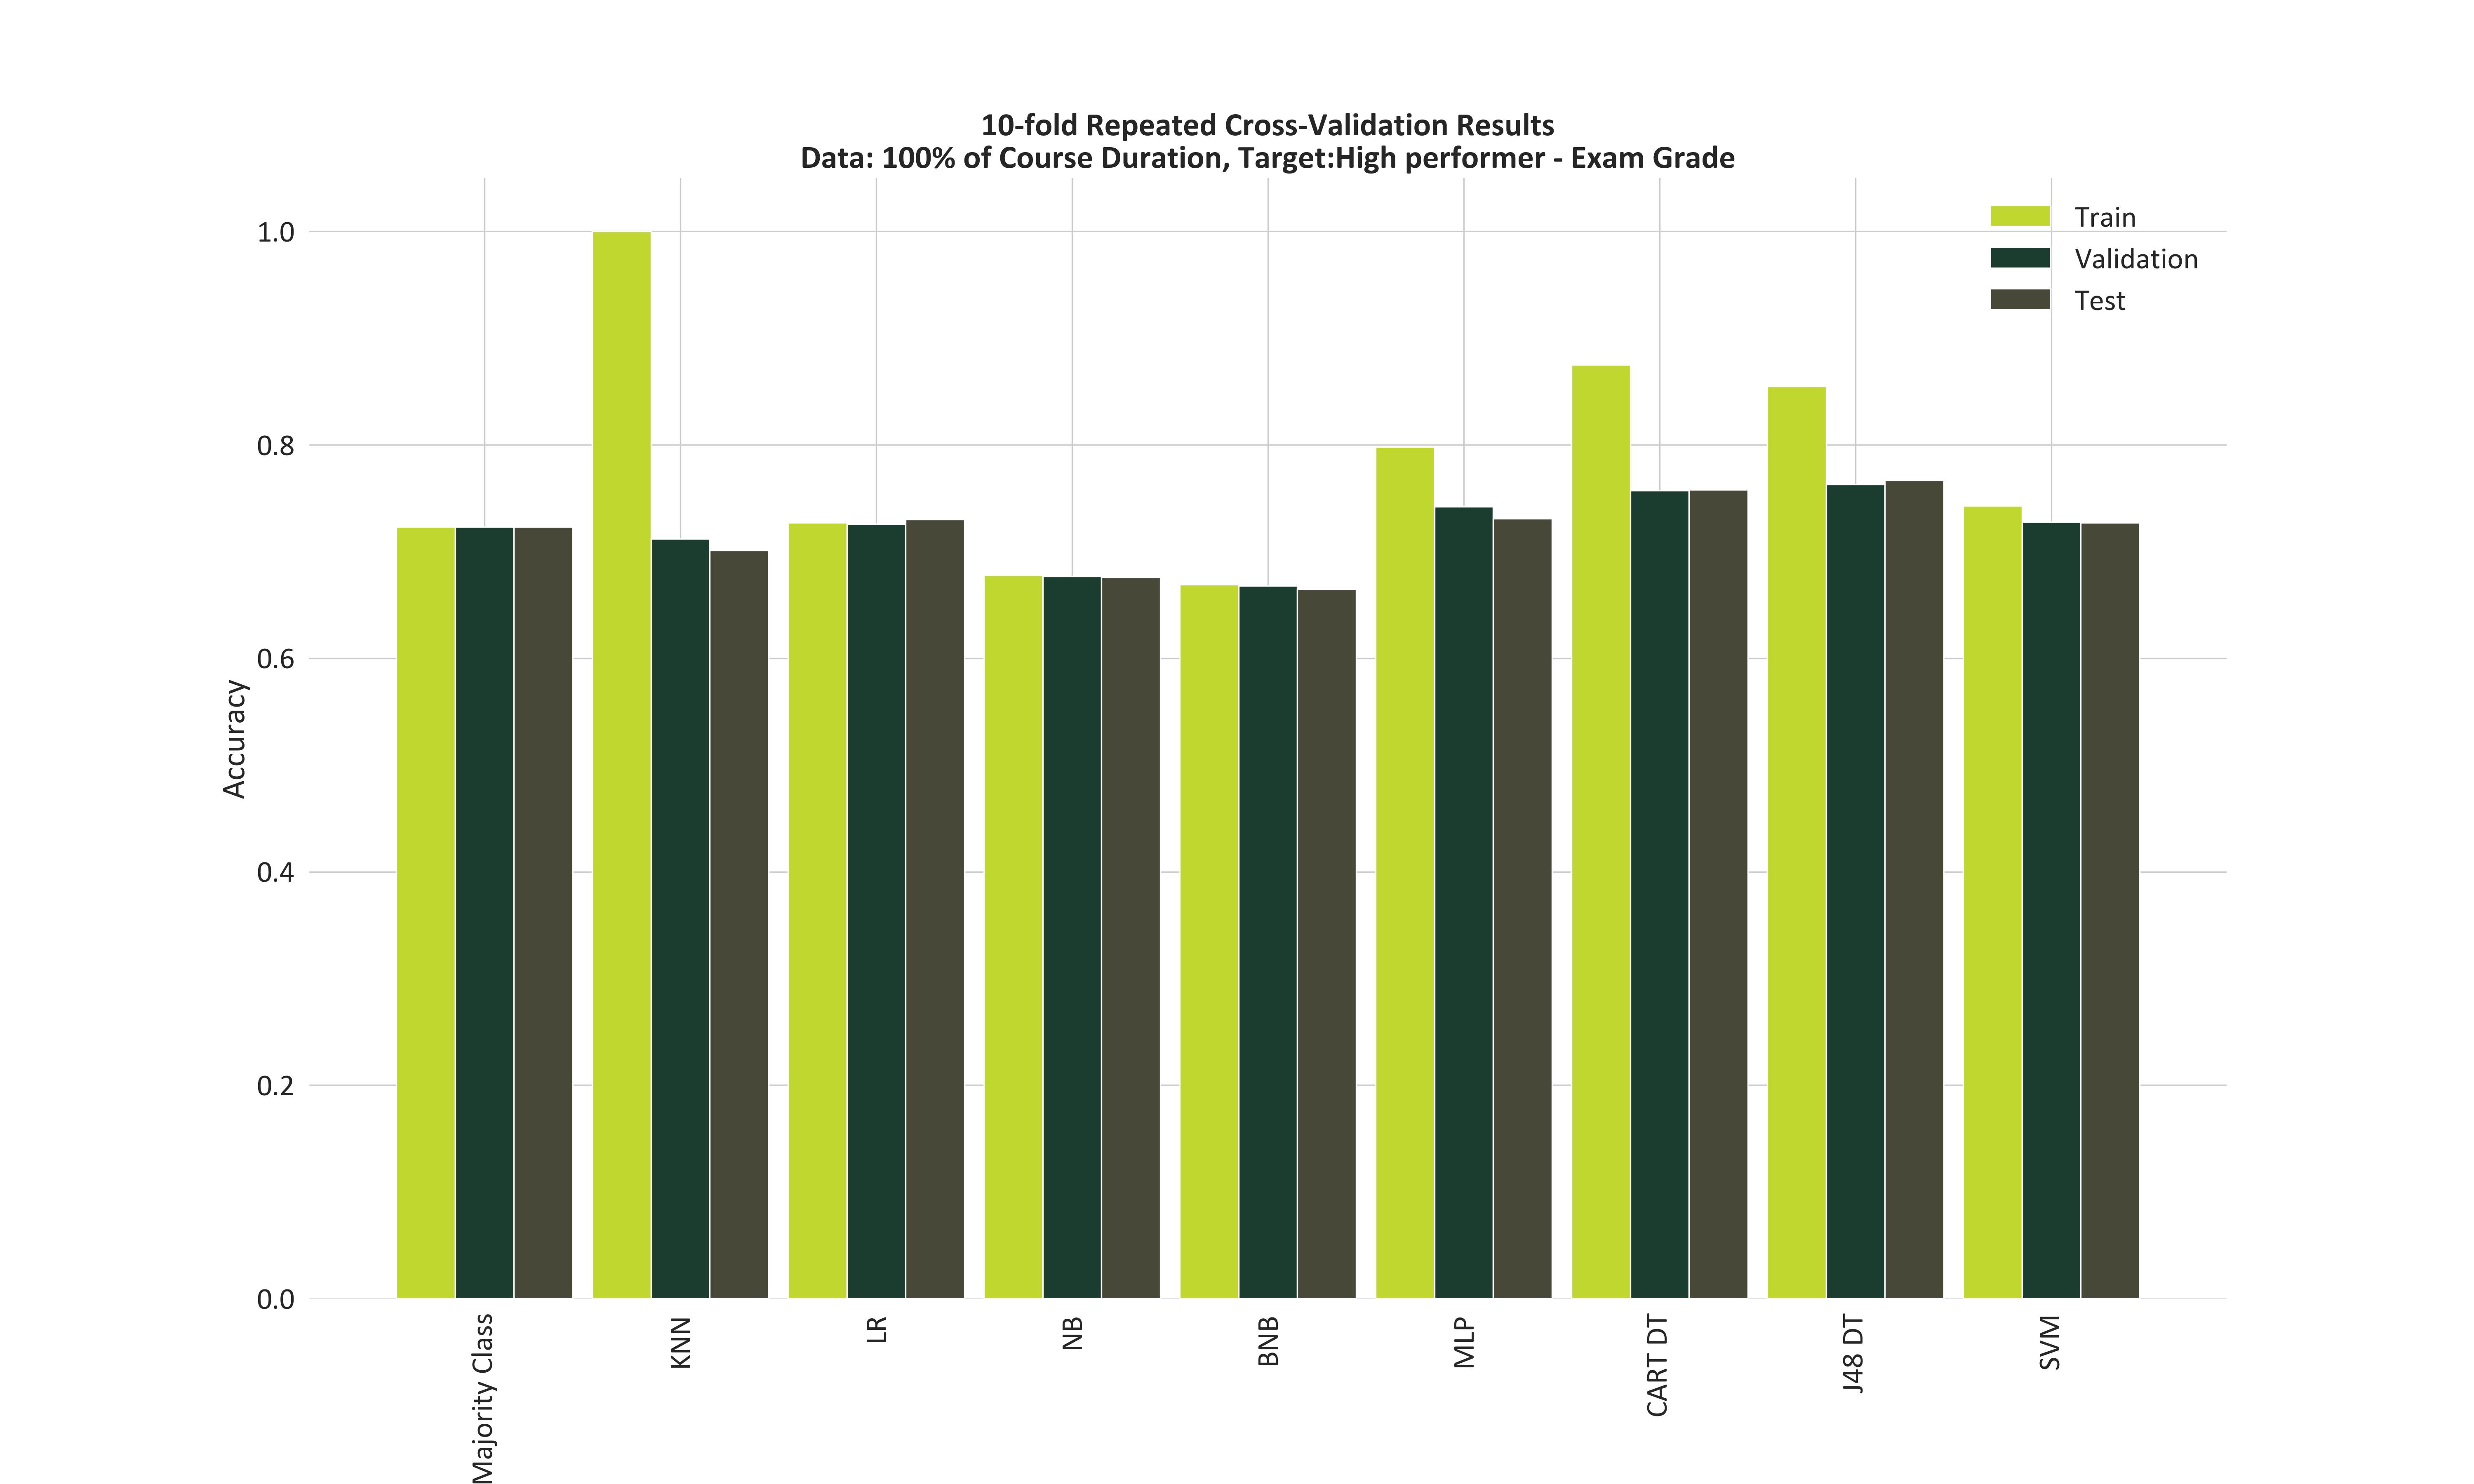 10-fold Repeated Cross-Validation Results
Data: 100% of Course Duration, Target:High performer - Exam Grade
Train
Validation
Test
1.0
0.8
0.6
0.4
0.2
0.0
Accuracy
Majority Class
KNN
LR
NB
BNB
MLP
CART DT
J48 DT
SVM